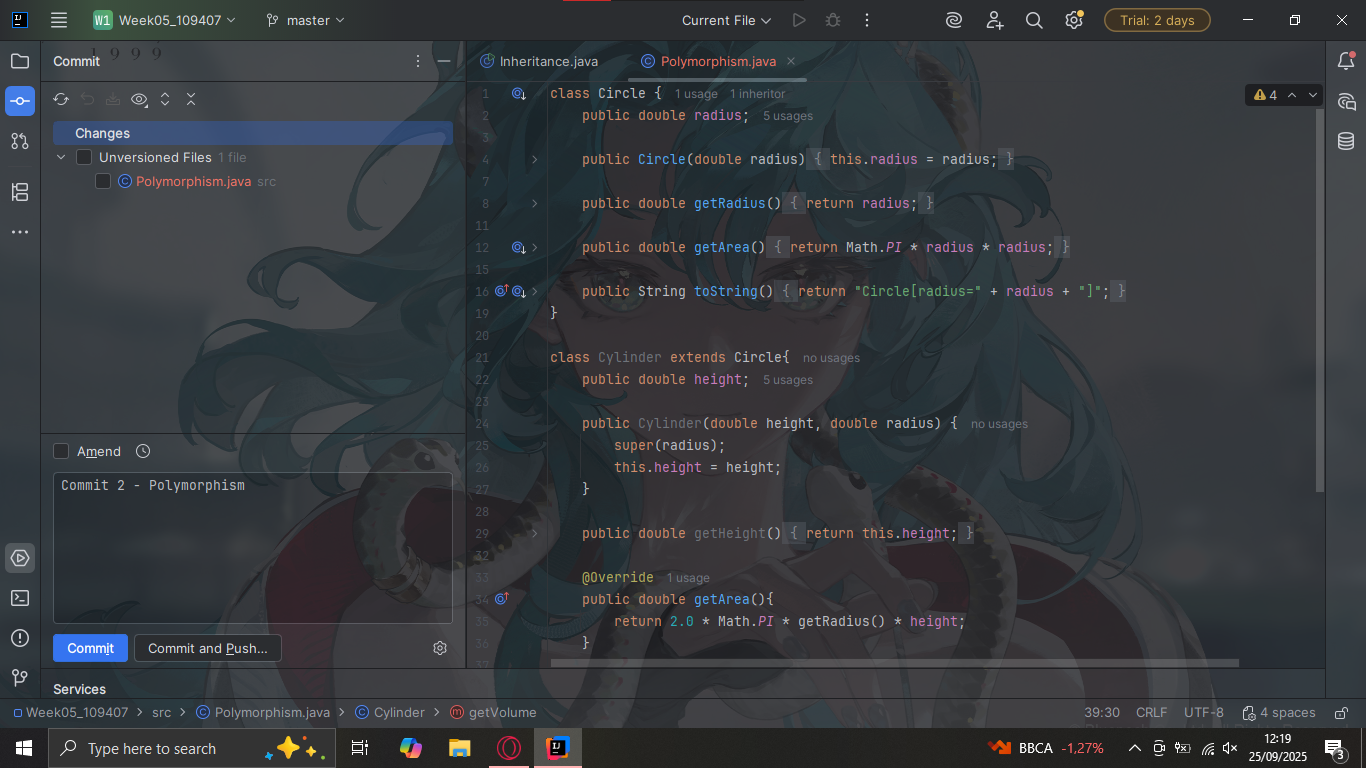 W1 Week05_109407 master Current File Trial: 2 days
1 9 9 9
Commit
Inheritance.java Polymorphism.java
Changes
Unversioned Files 1 file
Polymorphism.java src
4
1 class Circle { 1 usage 1 inheritor
2 public double radius; 5 usages
3
4 public Circle(double radius) { this.radius = radius; }
7
8 public double getRadius() { return radius; }
11
12 public double getArea() { return Math.PI * radius * radius; }
15
16 public String toString() { return "Circle[radius=" + radius + "]"; }
19 }
20
21 class Cylinder extends Circle{ no usages
22 public double height; 5 usages
23
24 public Cylinder(double height, double radius) { no usages
25 super(radius);
26 this.height = height;
27 }
28
29 public double getHeight() { return this.height; }
32
33 @Override 1 usage
34 public double getArea(){
35 return 2.0 * Math.PI * getRadius() * height;
36 }
37
Amend
Commit 2 - Polymorphism
Commit Commit and Push...
Services
Week05_109407 > src > Polymorphism.java > Cylinder > getVolume 39:30 CRLF UTF-8 4 spaces
Type here to search BBCA -1,27% 12:19
25/09/2025 3